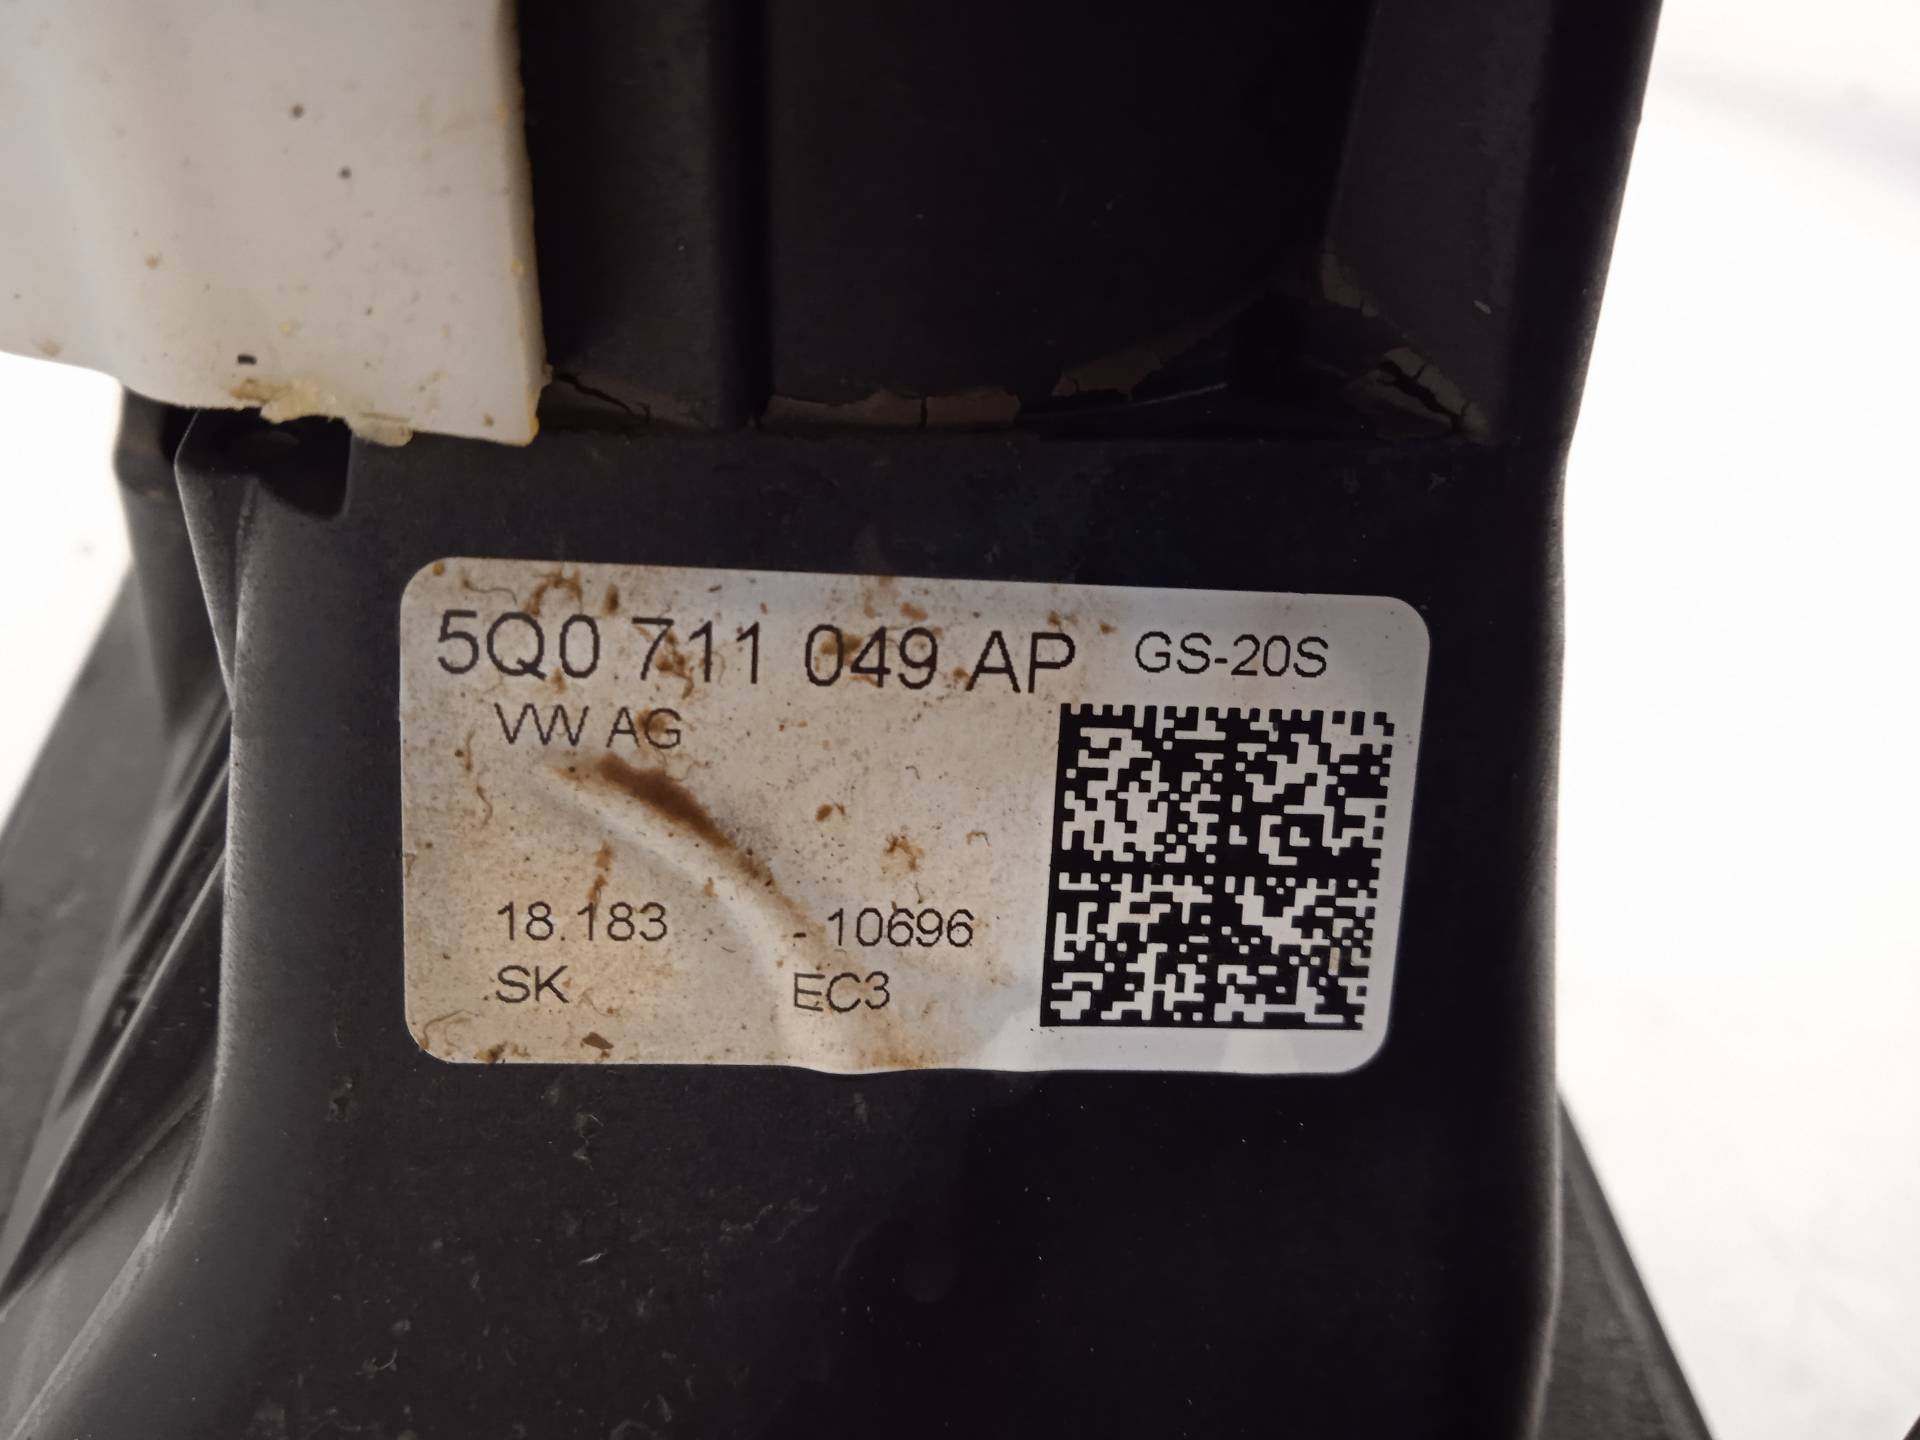 5Q0 711 049 AP GS-20S
VW AG
18.183 - 10696
SK EC3